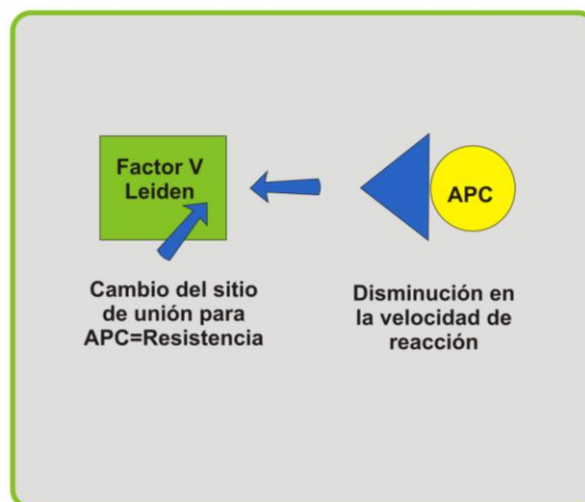 Factor V
Leiden
APC
Cambio del sitio
de unión para
APC=Resistencia
Disminución en
la velocidad de
reacción